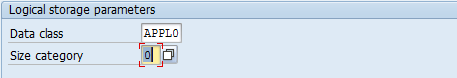 Logical storage parameters
Data class APPL0
Size category 0